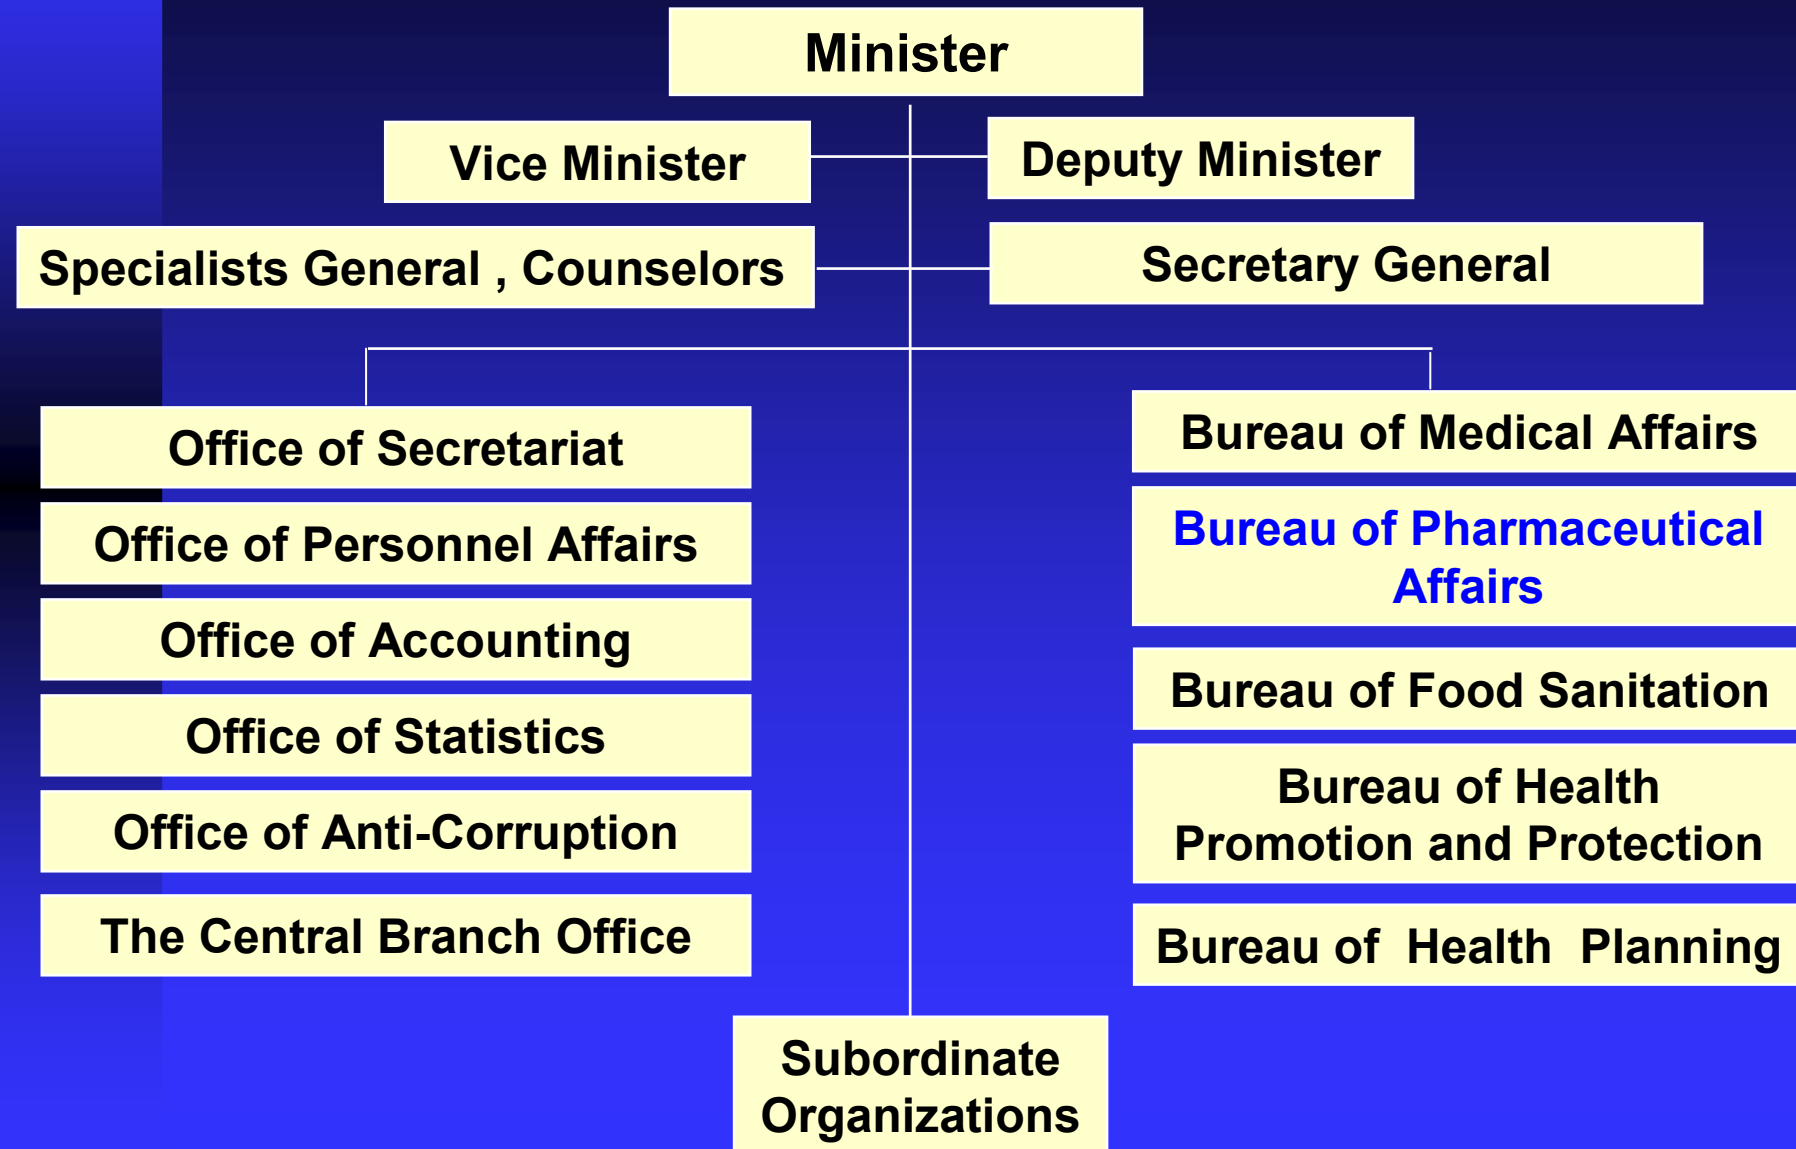 Minister
Vice Minister
Deputy Minister
Specialists General , Counselors
Secretary General
Office of Secretariat
Office of Personnel Affairs
Office of Accounting
Office of Statistics
Office of Anti-Corruption
The Central Branch Office
Bureau of Medical Affairs
Bureau of Pharmaceutical
Affairs
Bureau of Food Sanitation
Bureau of Health
Promotion and Protection
Bureau of Health Planning
Subordinate
Organizations